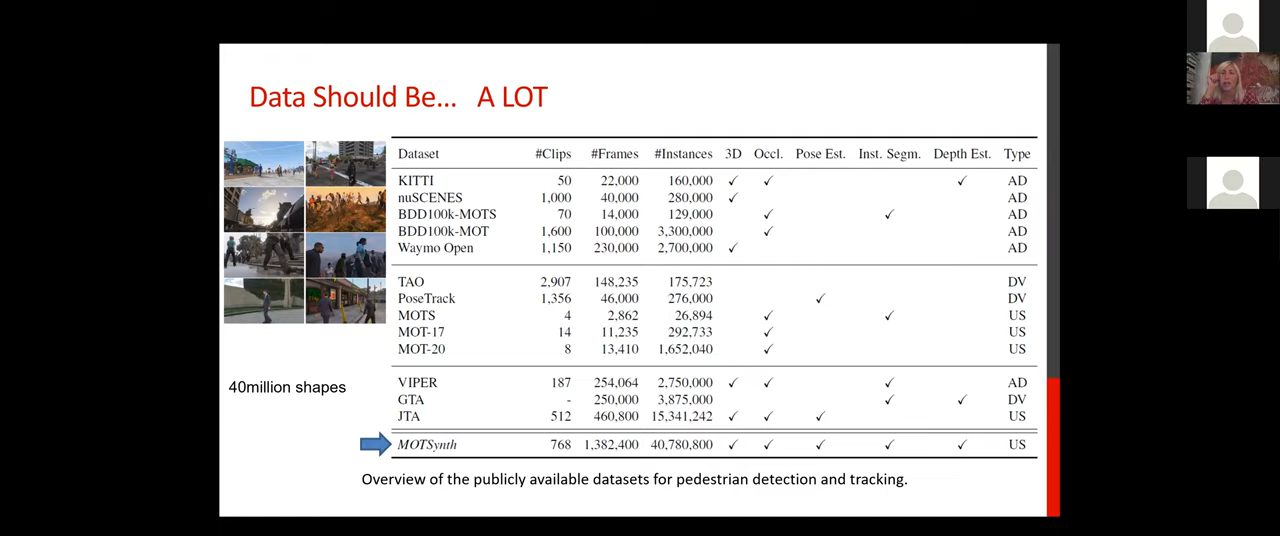 Data Should Be... A LOT
Dataset #Clips #Frames #Instances 3D Occl. Pose Est. Inst. Segm. Depth Est. Type
KITTI 50 22,000 160,000 ✓ ✓ ✓ AD
nuSCENES 1,000 40,000 280,000 ✓ AD
BDD100k-MOTS 70 14,000 129,000 ✓ ✓ AD
BDD100k-MOT 1,600 100,000 3,300,000 ✓ AD
Waymo Open 1,150 230,000 2,700,000 ✓ AD
TAO 2,907 148,235 175,723 DV
PoseTrack 1,356 46,000 276,000 ✓ DV
MOTS 4 2,862 26,894 ✓ ✓ US
MOT-17 14 11,235 292,733 ✓ US
MOT-20 8 13,410 1,652,040 ✓ US
40million shapes
VIPER 187 254,064 2,750,000 ✓ ✓ ✓ AD
GTA - 250,000 3,875,000 ✓ ✓ DV
JTA 512 460,800 15,341,242 ✓ ✓ ✓ US
MOTSynth 768 1,382,400 40,780,800 ✓ ✓ ✓ ✓ ✓ US
Overview of the publicly available datasets for pedestrian detection and tracking.